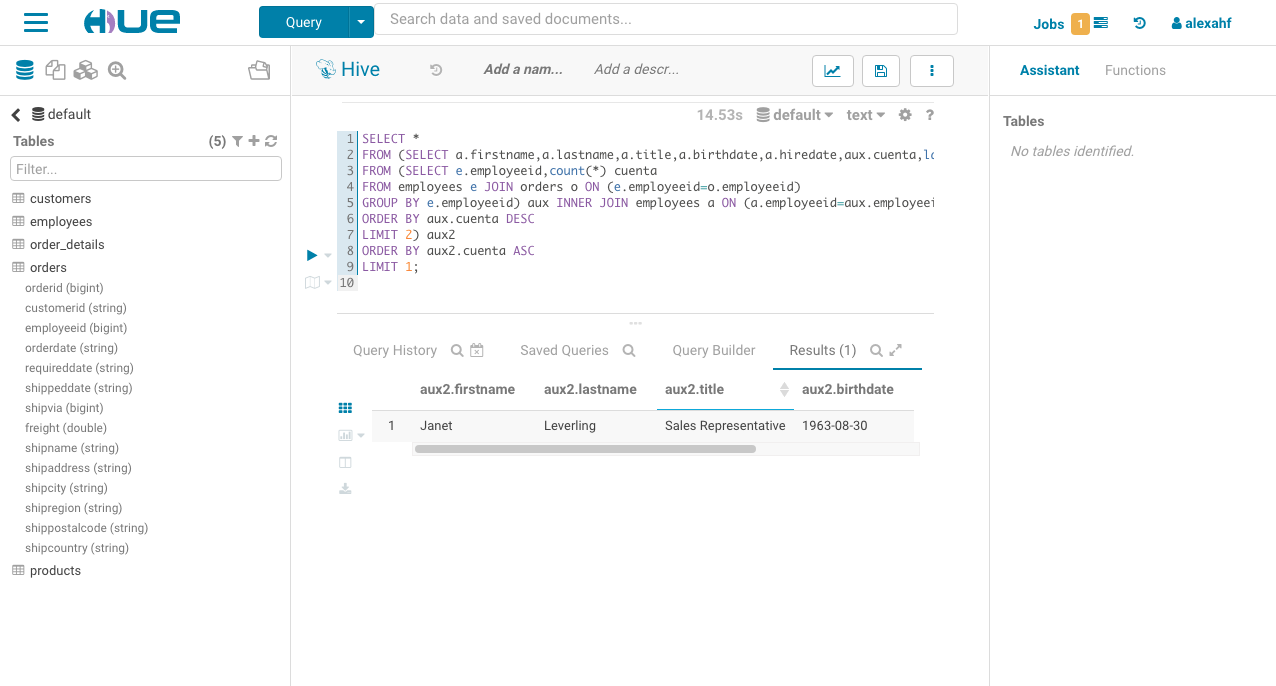 HUE
Query
Search data and saved documents...
Jobs 1
alexahf
default
Tables (5)
Filter...
customers
employees
order_details
orders
orderid (bigint)
customerid (string)
employeeid (bigint)
orderdate (string)
requireddate (string)
shippeddate (string)
shipvia (bigint)
freight (double)
shipname (string)
shipaddress (string)
shipcity (string)
shipregion (string)
shippostalcode (string)
shipcountry (string)
products
Hive Add a nam... Add a descr...
14.53s default text ?
1 SELECT *
2 FROM (SELECT a.firstname,a.lastname,a.title,a.birthdate,a.hiredate,aux.cuenta,
3 FROM (SELECT e.employeeid,count(*) cuenta
4 FROM employees e JOIN orders o ON (e.employeeid=o.employeeid)
5 GROUP BY e.employeeid) aux INNER JOIN employees a ON (a.employeeid=aux.employeei
6 ORDER BY aux.cuenta DESC
7 LIMIT 2) aux2
8 ORDER BY aux2.cuenta ASC
9 LIMIT 1;
10
Query History Saved Queries Query Builder Results (1)
aux2.firstname aux2.lastname aux2.title aux2.birthdate
1 Janet Leverling Sales Representative 1963-08-30
Assistant Functions
Tables
No tables identified.